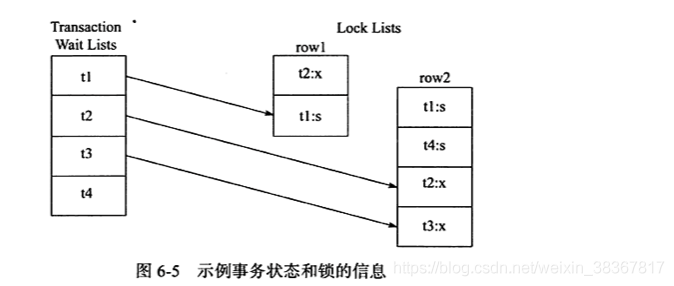 Transaction
Wait Lists
Lock Lists
t1
t2
t3
t4
row1
t2:x
t1:s
row2
t1:s
t4:s
t2:x
t3:x
图 6-5 示例事务状态和锁的信息
https://blog.csdn.net/weixin_38367817